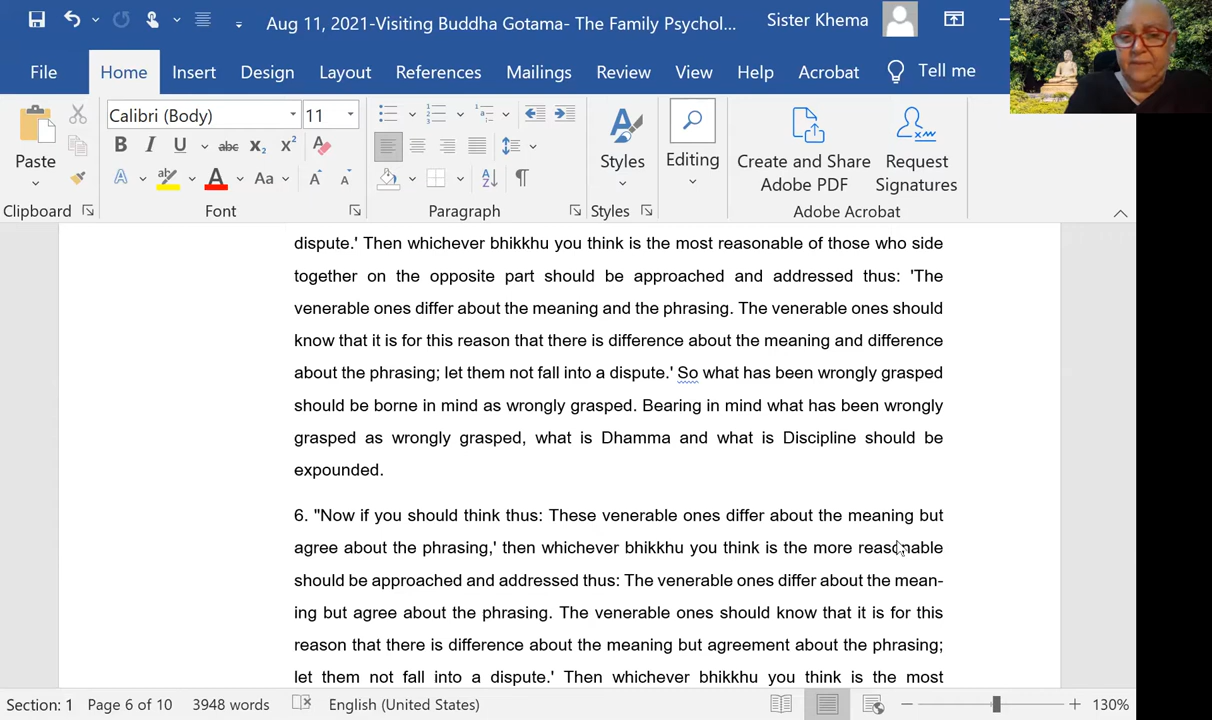 Aug 11, 2021-Visiting Buddha Gotama- The Family Psychol... Sister Khema
File Home Insert Design Layout References Mailings Review View Help Acrobat Tell me
Calibri (Body) 11
Paste Styles Editing Create and Share Adobe PDF Request Signatures
Clipboard Font Paragraph Styles Adobe Acrobat
dispute.' Then whichever bhikkhu you think is the most reasonable of those who side
together on the opposite part should be approached and addressed thus: 'The
venerable ones differ about the meaning and the phrasing. The venerable ones should
know that it is for this reason that there is difference about the meaning and difference
about the phrasing; let them not fall into a dispute.' So what has been wrongly grasped
should be borne in mind as wrongly grasped. Bearing in mind what has been wrongly
grasped as wrongly grasped, what is Dhamma and what is Discipline should be
expounded.
6. "Now if you should think thus: These venerable ones differ about the meaning but
agree about the phrasing,' then whichever bhikkhu you think is the more reasonable
should be approached and addressed thus: 'The venerable ones differ about the mean-
ing but agree about the phrasing. The venerable ones should know that it is for this
reason that there is difference about the meaning but agreement about the phrasing;
let them not fall into a dispute.' Then whichever bhikkhu you think is the most
Section: 1 Page 6 of 10 3948 words English (United States) 130%